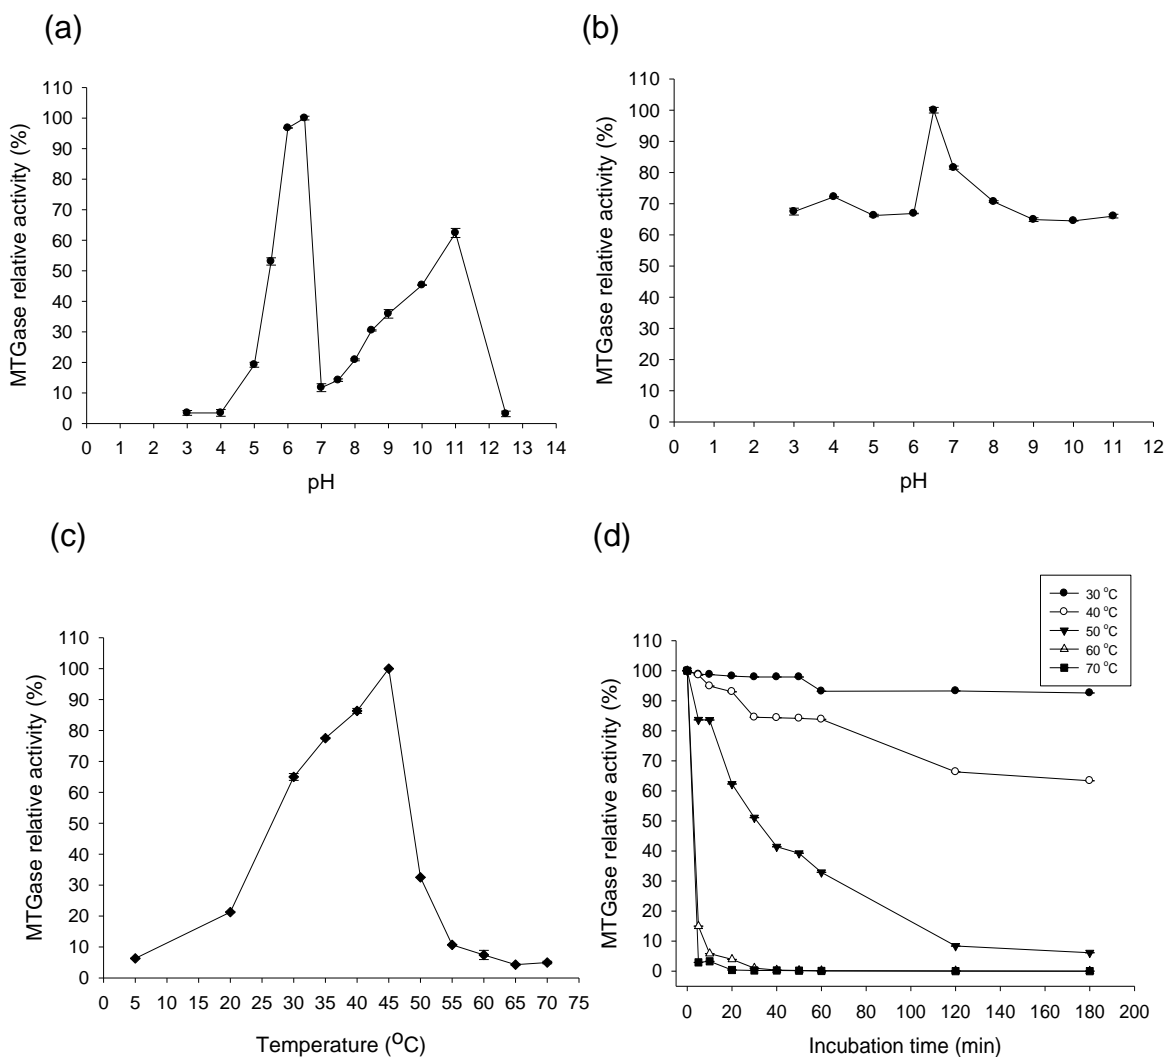 (a)
110
100
90
80
70
60
50
40
30
20
10
0
MTGase relative activity (%)
0 1 2 3 4 5 6 7 8 9 10 11 12 13 14
pH
(b)
110
100
90
80
70
60
50
40
30
20
10
0
MTGase relative activity (%)
0 1 2 3 4 5 6 7 8 9 10 11 12
pH
(c)
110
100
90
80
70
60
50
40
30
20
10
0
MTGase relative activity (%)
0 5 10 15 20 25 30 35 40 45 50 55 60 65 70 75
Temperature (°C)
(d)
30 °C
40 °C
50 °C
60 °C
70 °C
110
100
90
80
70
60
50
40
30
20
10
0
MTGase relative activity (%)
0 20 40 60 80 100 120 140 160 180 200
Incubation time (min)